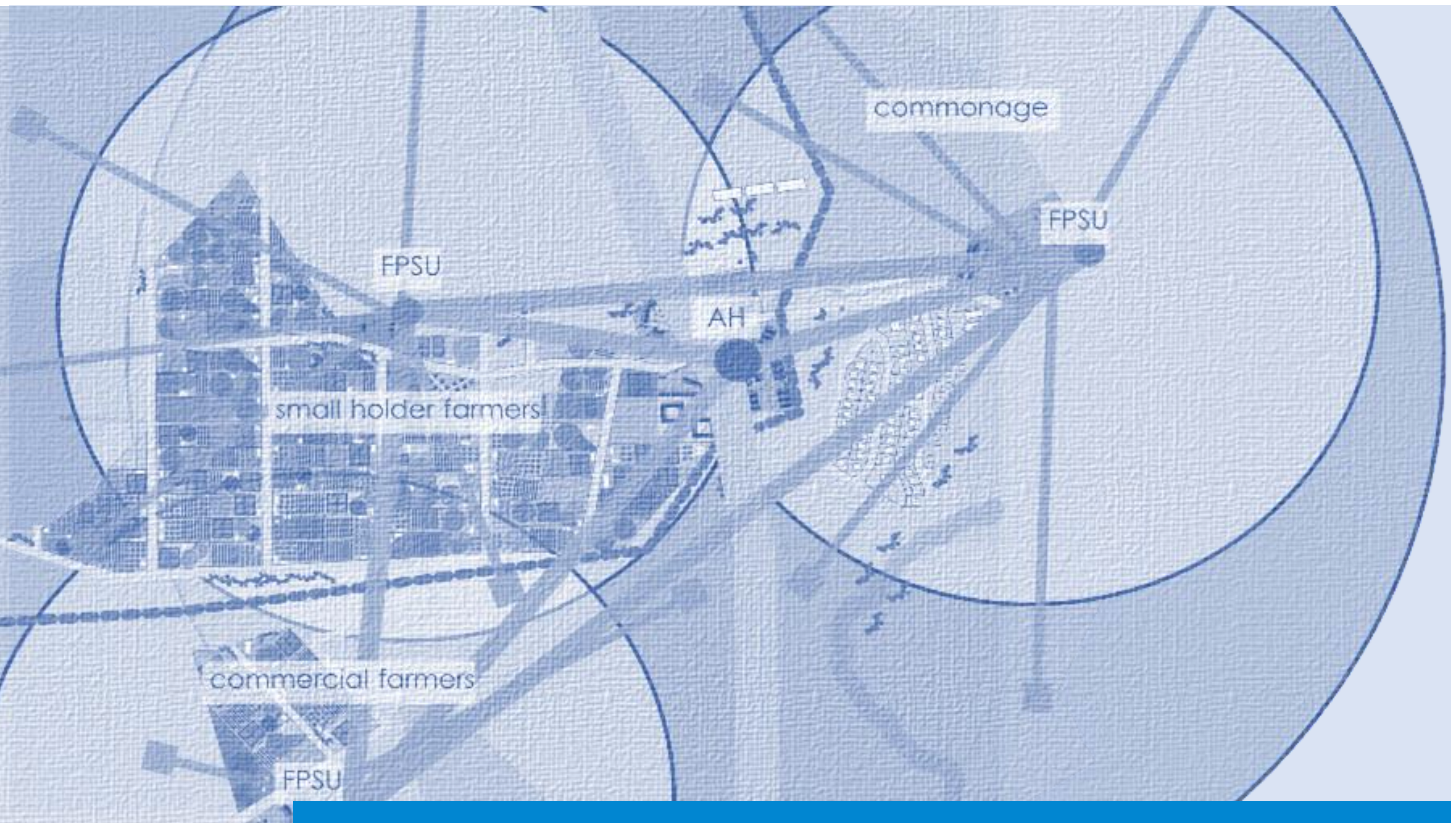 commonage
FPSU
FPSU
AH
small holder farmers
commercial farmers
FPSU